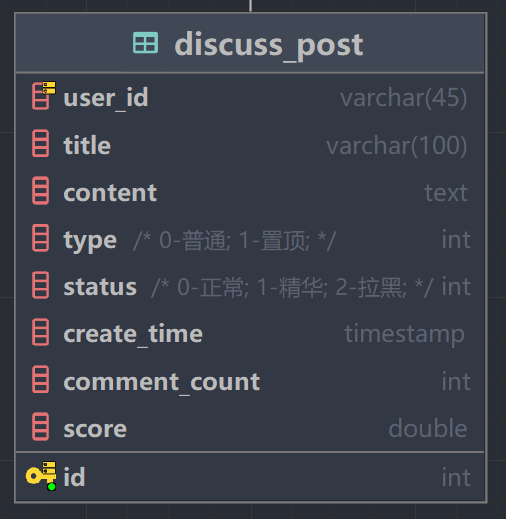 discuss_post
user_id varchar(45)
title varchar(100)
content text
type /* 0-普通; 1-置顶; */ int
status /* 0-正常; 1-精华; 2-拉黑; */ int
create_time timestamp
comment_count int
score double
id int